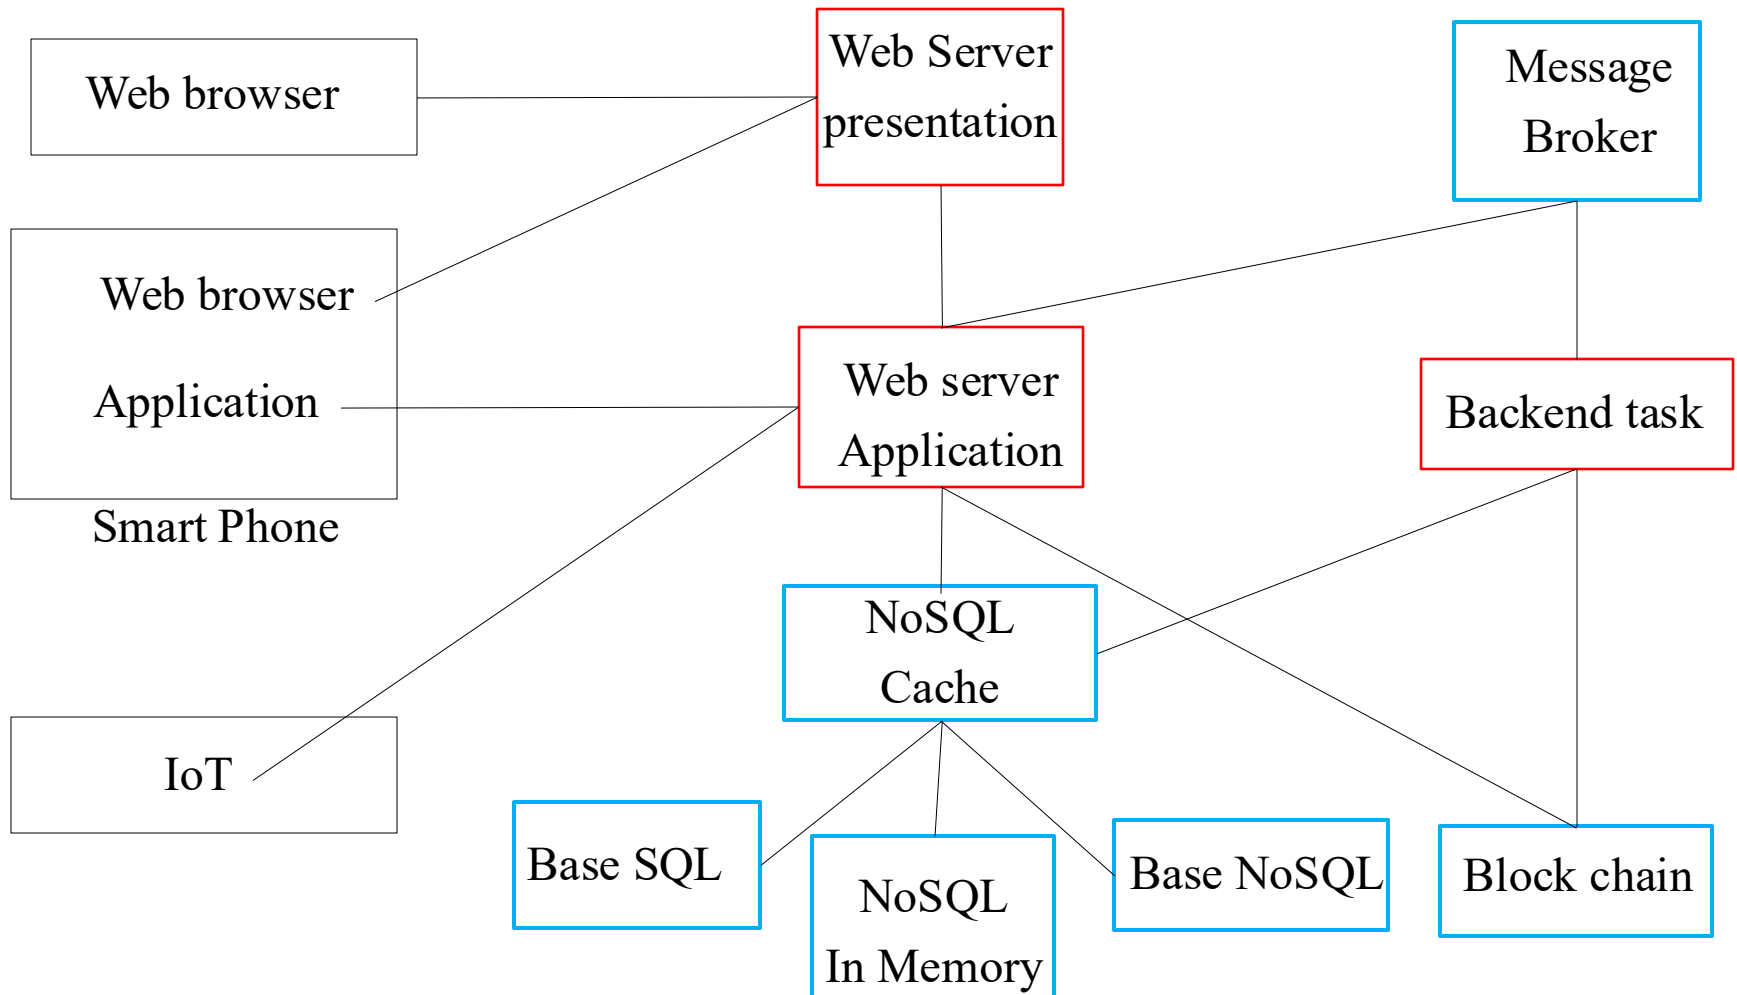 Web browser
Web Server
presentation
Message
Broker
Web browser
Application
Smart Phone
Web server
Application
Backend task
NoSQL
Cache
IoT
Base SQL
NoSQL
In Memory
Base NoSQL
Block chain